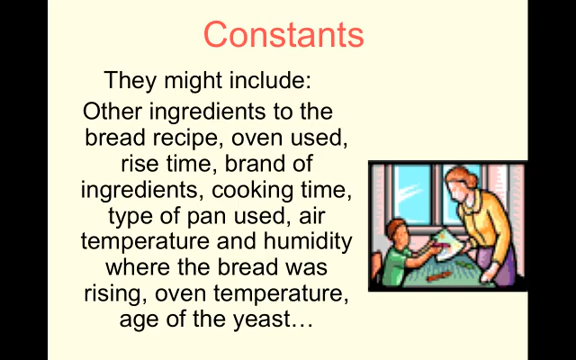 Constants
They might include:
Other ingredients to the
bread recipe, oven used,
rise time, brand of
ingredients, cooking time,
type of pan used, air
temperature and humidity
where the bread was
rising, oven temperature,
age of the yeast…